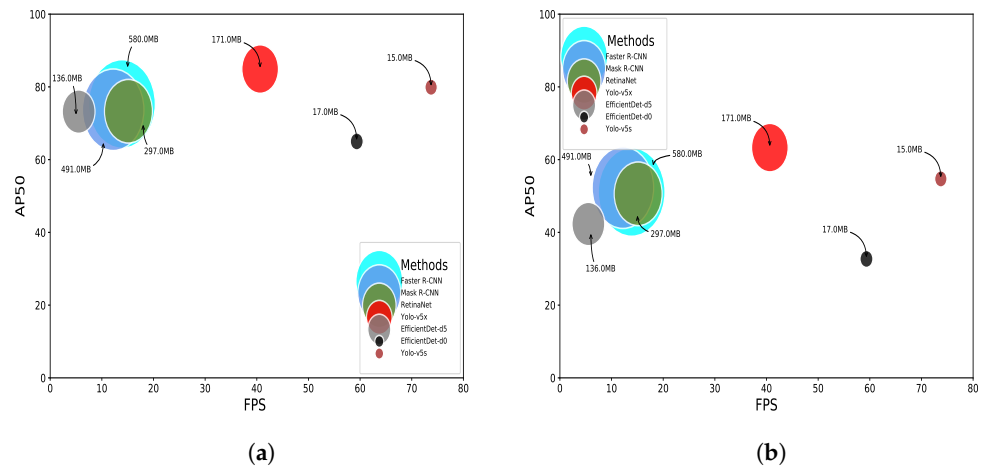 100
80
60
40
20
0
AP50
0 10 20 30 40 50 60 70 80
FPS
580.0MB
171.0MB
15.0MB
136.0MB
17.0MB
491.0MB
297.0MB
Methods
Faster R-CNN
Mask R-CNN
RetinaNet
Yolo-v5x
EfficientDet-d5
EfficientDet-d0
Yolo-v5s
(a)
100
80
60
40
20
0
AP50
0 10 20 30 40 50 60 70 80
FPS
Methods
Faster R-CNN
Mask R-CNN
RetinaNet
Yolo-v5x
EfficientDet-d5
EfficientDet-d0
Yolo-v5s
171.0MB
491.0MB
580.0MB
15.0MB
297.0MB
17.0MB
136.0MB
(b)